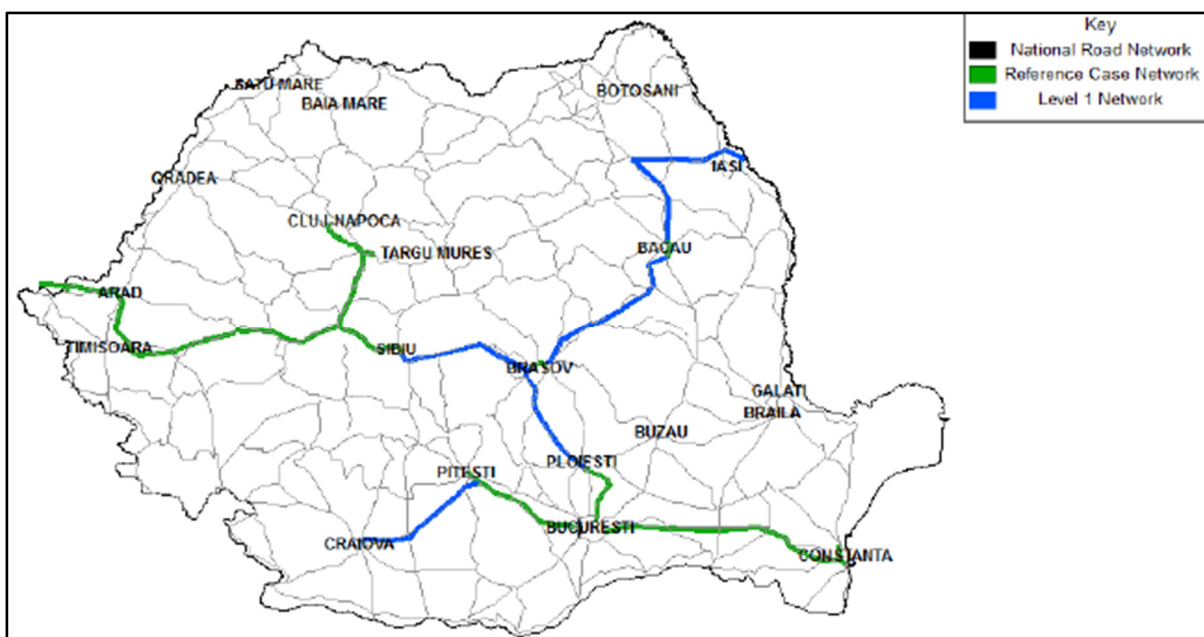 Key
National Road Network
Reference Case Network
Level 1 Network
SATU MARE
BAIA MARE
BOTOSANI
IASI
ORADEA
CLUJ-NAPOCA
TARGU MURES
BACAU
ARAD
TIMISOARA
SIBIU
BRASOV
GALATI
BRAILA
BUZAU
PLOIESTI
PITESTI
BUCURESTI
CRAIOVA
CONSTANTA